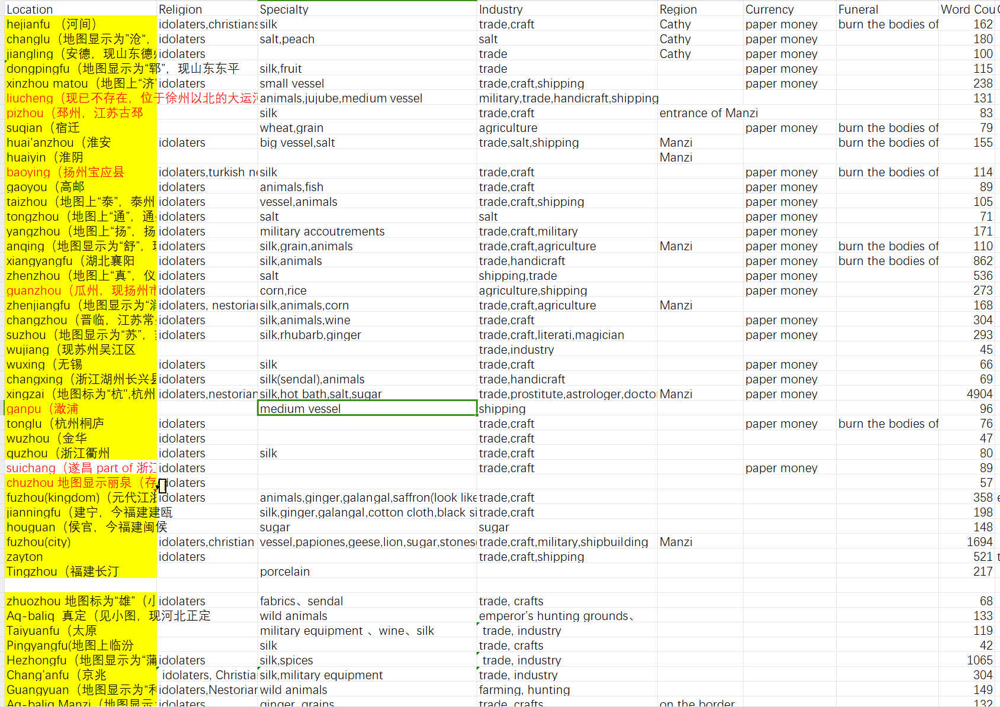 Location Religion Specialty Industry Region Currency Funeral Word Cou
hejianfu （河间） idolaters,christians silk trade,craft Cathy paper money burn the bodies of 162
changlu（地图显示为”沧“， idolaters salt,peach salt Cathy paper money 180
jiangling（安德，现山东德 idolaters trade Cathy paper money 100
dongpingfu（地图显示为“郓”，现山东东平 silk,fruit trade paper money 115
xinzhou matou（地图上“济” idolaters small vessel trade,craft,shipping paper money 238
liucheng（现已不存在，位于徐州以北的大运 animals,jujube,medium vessel military,trade,handicraft,shipping 131
pizhou（邳州，江苏古邳 silk trade,craft entrance of Manzi 83
suqian（宿迁 wheat,grain agriculture paper money burn the bodies of 79
huai'anzhou（淮安 idolaters big vessel,salt trade,salt,shipping Manzi burn the bodies of 155
huaiyin（淮阴 Manzi
baoying（扬州宝应县 idolaters,turkish silk trade,craft paper money burn the bodies of 114
gaoyou（高邮 idolaters animals,fish trade,craft paper money 89
taizhou（地图上“泰”，泰州 idolaters vessel,animals trade,craft,shipping paper money 105
tongzhou（地图上“通”，通 idolaters salt salt paper money 71
yangzhou（地图上“扬”，扬 idolaters military accoutrements trade,craft,military paper money 171
anqing（地图显示为“舒”， idolaters silk,grain,animals trade,craft,agriculture Manzi paper money burn the bodies of 110
xiangyangfu（湖北襄阳 idolaters silk,animals trade,handicraft paper money burn the bodies of 862
zhenzhou（地图上“真”，仪 idolaters salt shipping,trade paper money 536
guanzhou（瓜州，现扬州市 idolaters corn,rice agriculture,shipping paper money 273
zhenjiangfu（地图显示为“润 idolaters, nestorian silk,animals,corn trade,craft,agriculture Manzi 168
changzhou（晋临，江苏常 idolaters silk,animals,wine trade,craft paper money 304
suzhou（地图显示为“苏”， idolaters silk,rhubarb,ginger trade,craft,literati,magician paper money 293
wujiang（现苏州吴江区 trade,industry 45
wuxing（无锡 idolaters silk trade,craft paper money 66
changxing（浙江湖州长兴县 idolaters silk(sendal),animals trade,handicraft paper money 69
xingzai（地图标为“杭",杭州 idolaters,nestorian silk,hot bath,salt,sugar trade,prostitute,astrologer,docto Manzi paper money 4904
ganpu（澉浦 medium vessel shipping 96
tonglu（杭州桐庐 idolaters trade,craft paper money burn the bodies of 76
wuzhou（金华 idolaters trade,craft 47
quzhou（浙江衢州 idolaters silk trade,craft 80
suichang（遂昌 part of 浙江 idolaters trade,craft paper money 89
chuzhou 地图显示丽泉（存 idolaters 57
fuzhou(kingdom)（元代江浙 idolaters animals,ginger,galangal,saffron(look like trade,craft 358
jianningfu（建宁，今福建建瓯 silk,ginger,galangal,cotton cloth,black si trade,craft 198
houguan（侯官，今福建闽侯 sugar sugar 148
fuzhou(city) idolaters,christian vessel,papiones,geese,lion,sugar,stones trade,craft,military,shipbuilding Manzi 1694
zayton idolaters trade,craft,shipping 521
Tingzhou（福建长汀 porcelain 217
zhuozhou 地图标为“雄”（小 idolaters fabrics、sendal trade, crafts 68
Aq-baliq 真定（见小图，现河北正定 wild animals emperor's hunting grounds、 133
Taiyuanfu（太原 military equipment 、wine、silk trade, industry 119
Pingyangfu(地图上临汾 silk trade, crafts 42
Hezhongfu（地图显示为“蒲 idolaters silk,spices trade, industry 1065
Chang'anfu（京兆 idolaters, Christia silk,military equipment trade, industry 304
Guangyuan（地图显示为“利 idolaters,Nestorian wild animals farming, hunting 149
Aq-baliq Manzi（地图显示 idolaters ginger, grains trade, crafts on the border 132